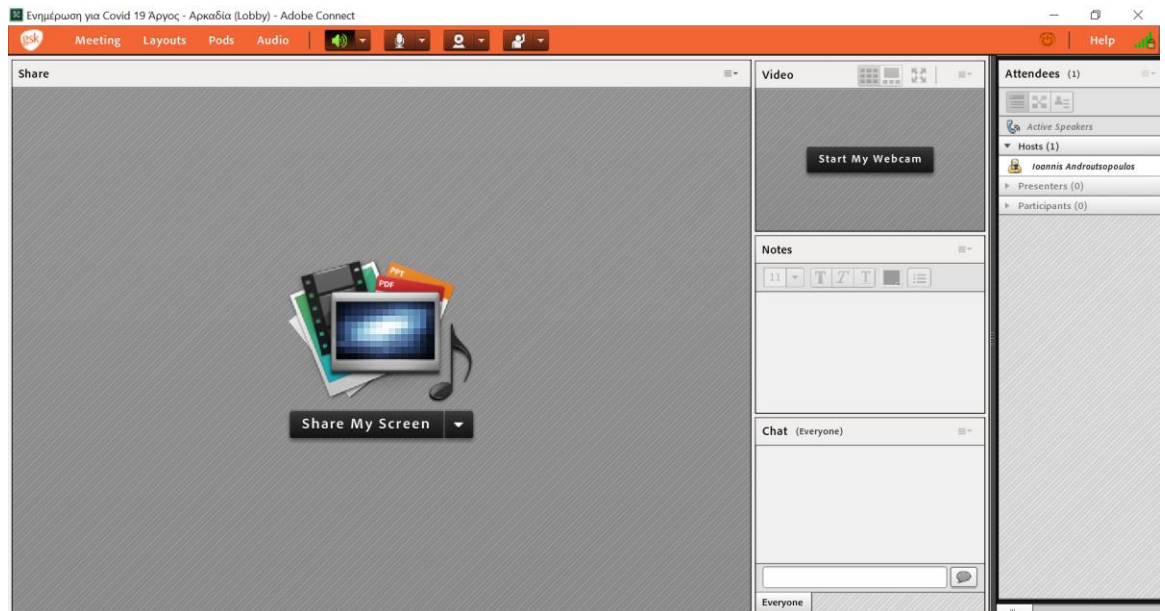 Ενημέρωση για Covid 19 Άργος - Αρκαδία (Lobby) - Adobe Connect
gsk Meeting Layouts Pods Audio Help
Share
Video
Attendees (1)
Active Speakers
Start My Webcam
Hosts (1)
Ioannis Androutsopoulos
Presenters (0)
Participants (0)
Notes
11 T T T
PPT
PDF
Share My Screen
Chat (Everyone)
Everyone